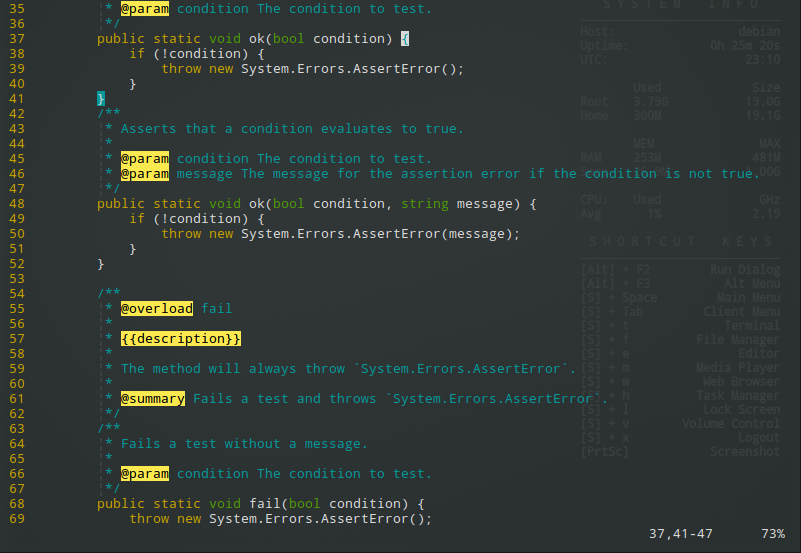 35 * @param condition The condition to test.
36 */
37 public static void ok(bool condition) {
38 if (!condition) {
39 throw new System.Errors.AssertError();
40 }
41 }
42 /**
43 * Asserts that a condition evaluates to true.
44 *
45 * @param condition The condition to test.
46 * @param message The message for the assertion error if the condition is not true.
47 */
48 public static void ok(bool condition, string message) {
49 if (!condition) {
50 throw new System.Errors.AssertError(message);
51 }
52 }
53
54 /**
55 * @overload fail
56 *
57 * {{description}}
58 *
59 * The method will always throw `System.Errors.AssertError`.
60 *
61 * @summary Fails a test and throws `System.Errors.AssertError`.
62 */
63 /**
64 * Fails a test without a message.
65 *
66 * @param condition The condition to test.
67 */
68 public static void fail(bool condition) {
69 throw new System.Errors.AssertError();
37,41-47 73%
SYSTEM INFO
Host: debian
Uptime: 0h 25m 20s
UTC: 23:10
Used Size
Root 3.79G 19.0G
Home 300M 19.1G
MEM MAX
RAM 253M 481M
CPU: Used GHz
Avg 1% 2.19
SHORTCUT KEYS
[Alt] + F2 Run Dialog
[Alt] + F3 Alt Menu
[S] + Space Main Menu
[S] + Tab Client Menu
[S] + t Terminal
[S] + f File Manager
[S] + e Editor
[S] + m Media Player
[S] + w Web Browser
[S] + h Task Manager
[S] + l Lock Screen
[S] + v Volume Control
[S] + x Logout
[PrtSc] Screenshot